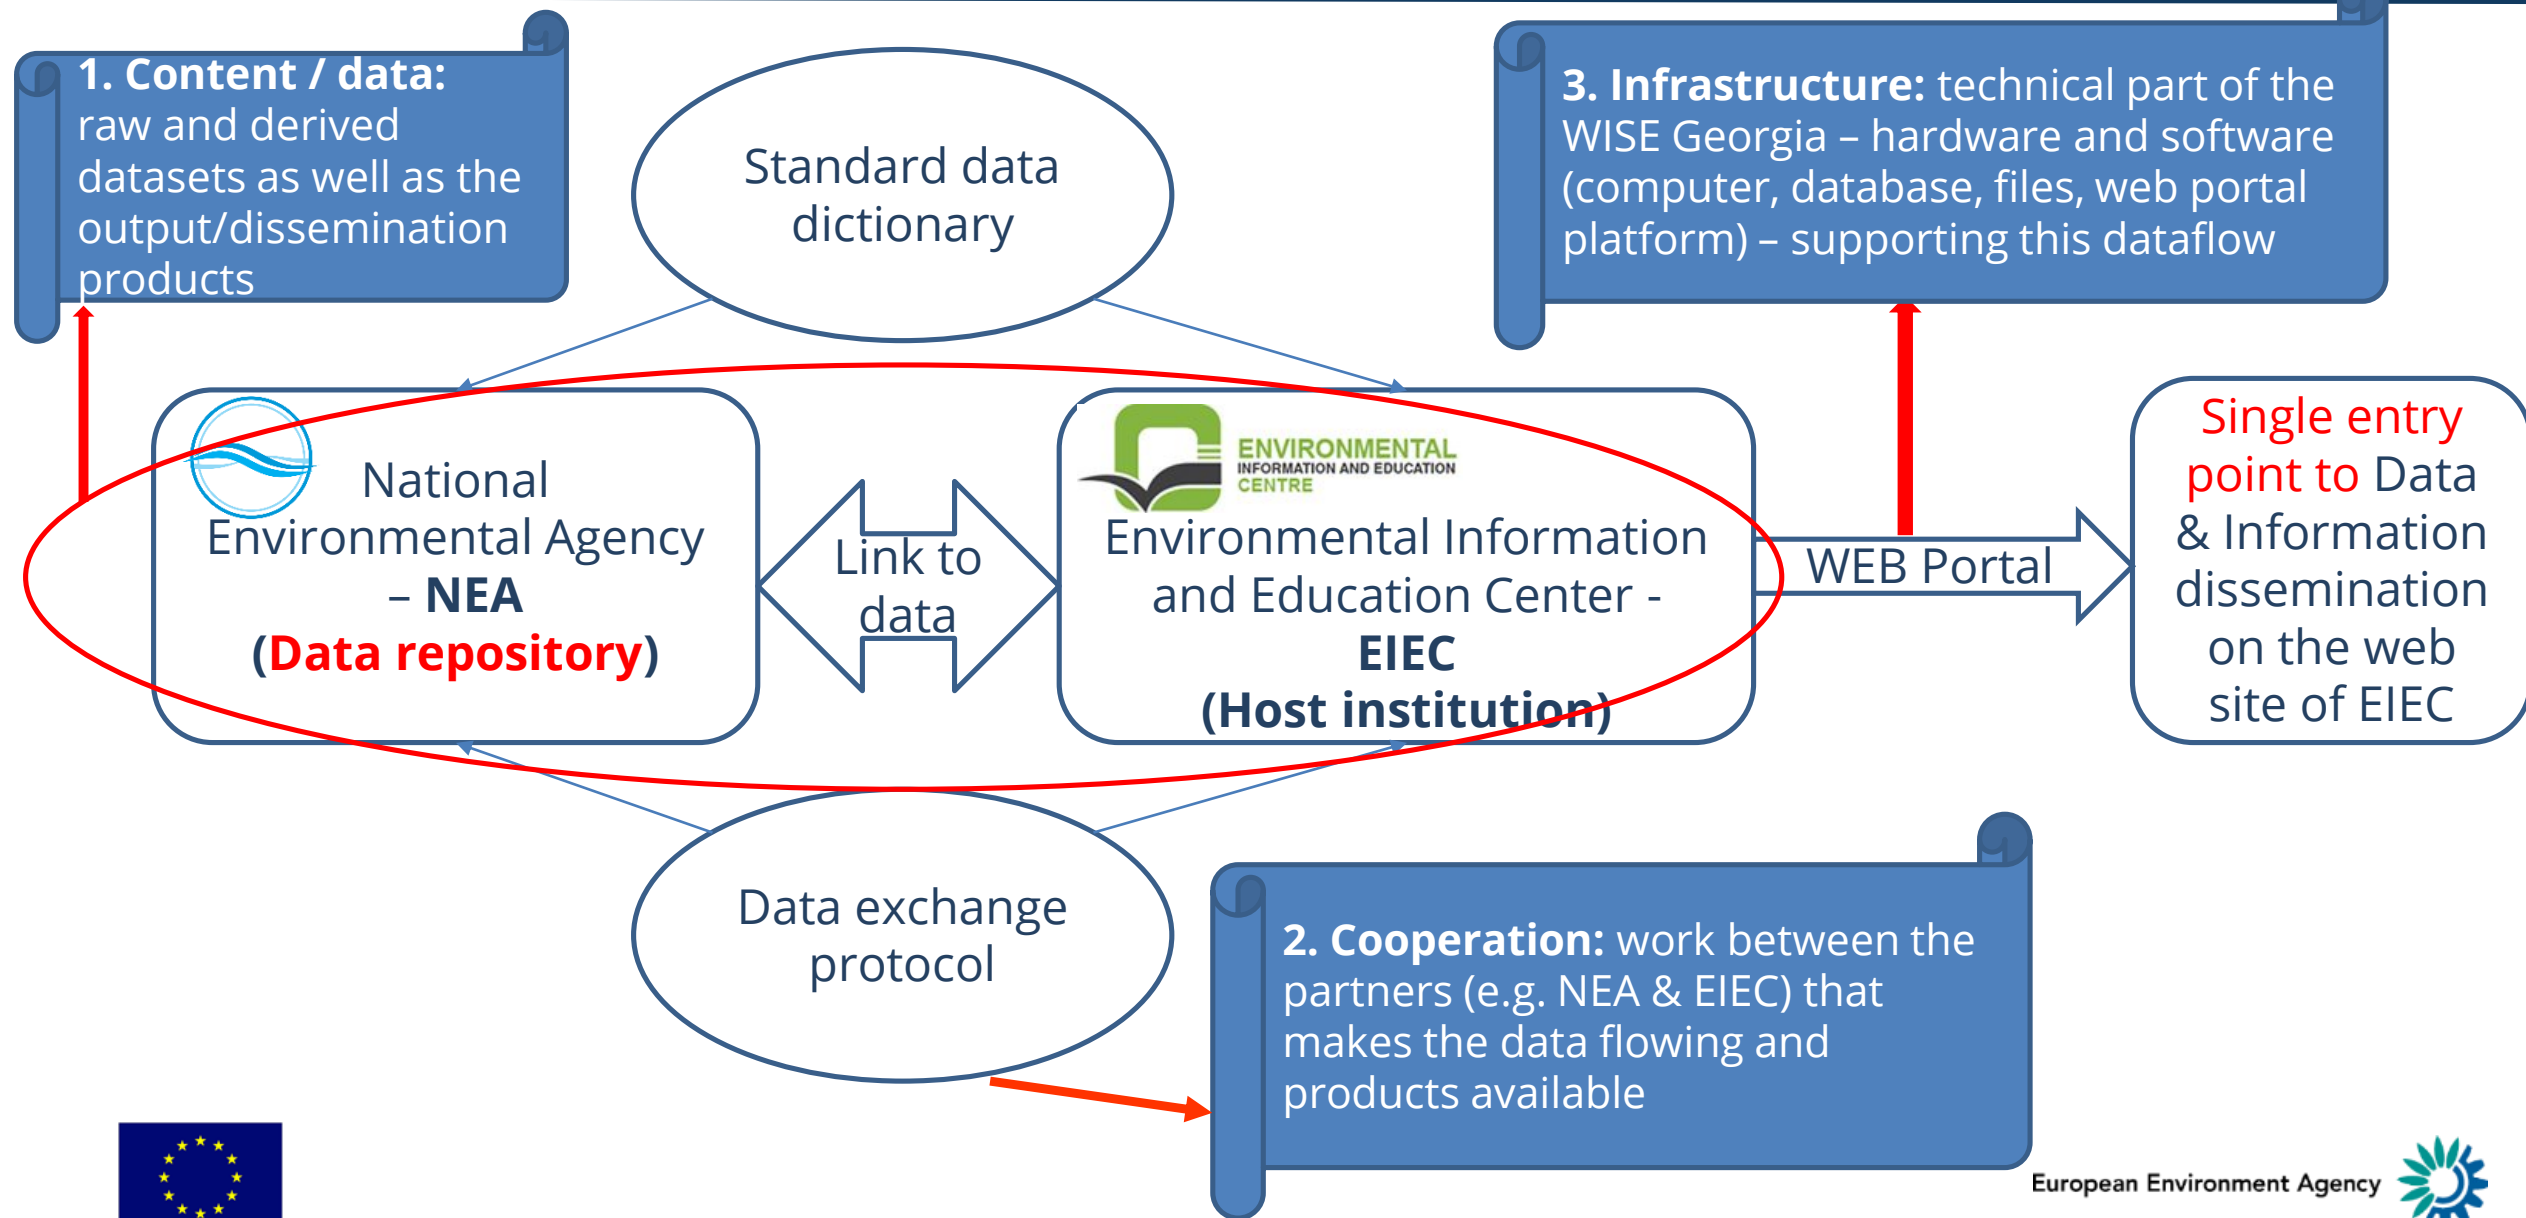 1. Content / data:
raw and derived
datasets as well as the
output/dissemination
products
Standard data
dictionary
3. Infrastructure: technical part of the
WISE Georgia – hardware and software
(computer, database, files, web portal
platform) – supporting this dataflow
National
Environmental Agency
– NEA
(Data repository)
Link to
data
ENVIRONMENTAL
INFORMATION AND EDUCATION
CENTRE
Environmental Information
and Education Center -
EIEC
(Host institution)
WEB Portal
Single entry
point to Data
& Information
dissemination
on the web
site of EIEC
Data exchange
protocol
2. Cooperation: work between the
partners (e.g. NEA & EIEC) that
makes the data flowing and
products available
European Environment Agency